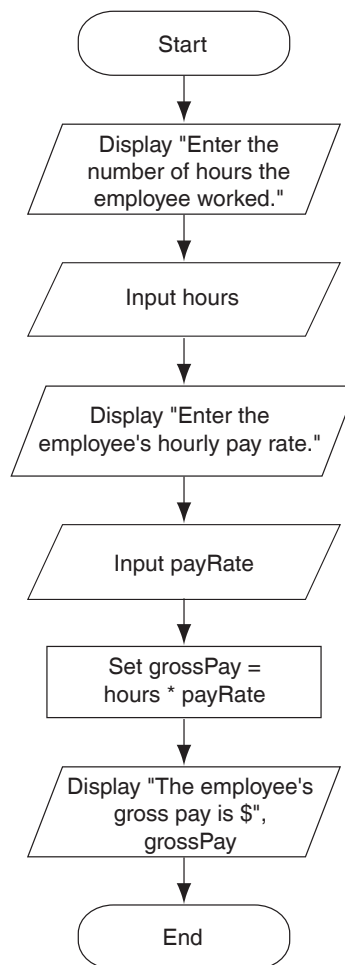 Start
Display "Enter the
number of hours the
employee worked."
Input hours
Display "Enter the
employee's hourly pay rate."
Input payRate
Set grossPay =
hours * payRate
Display "The employee's
gross pay is $",
grossPay
End